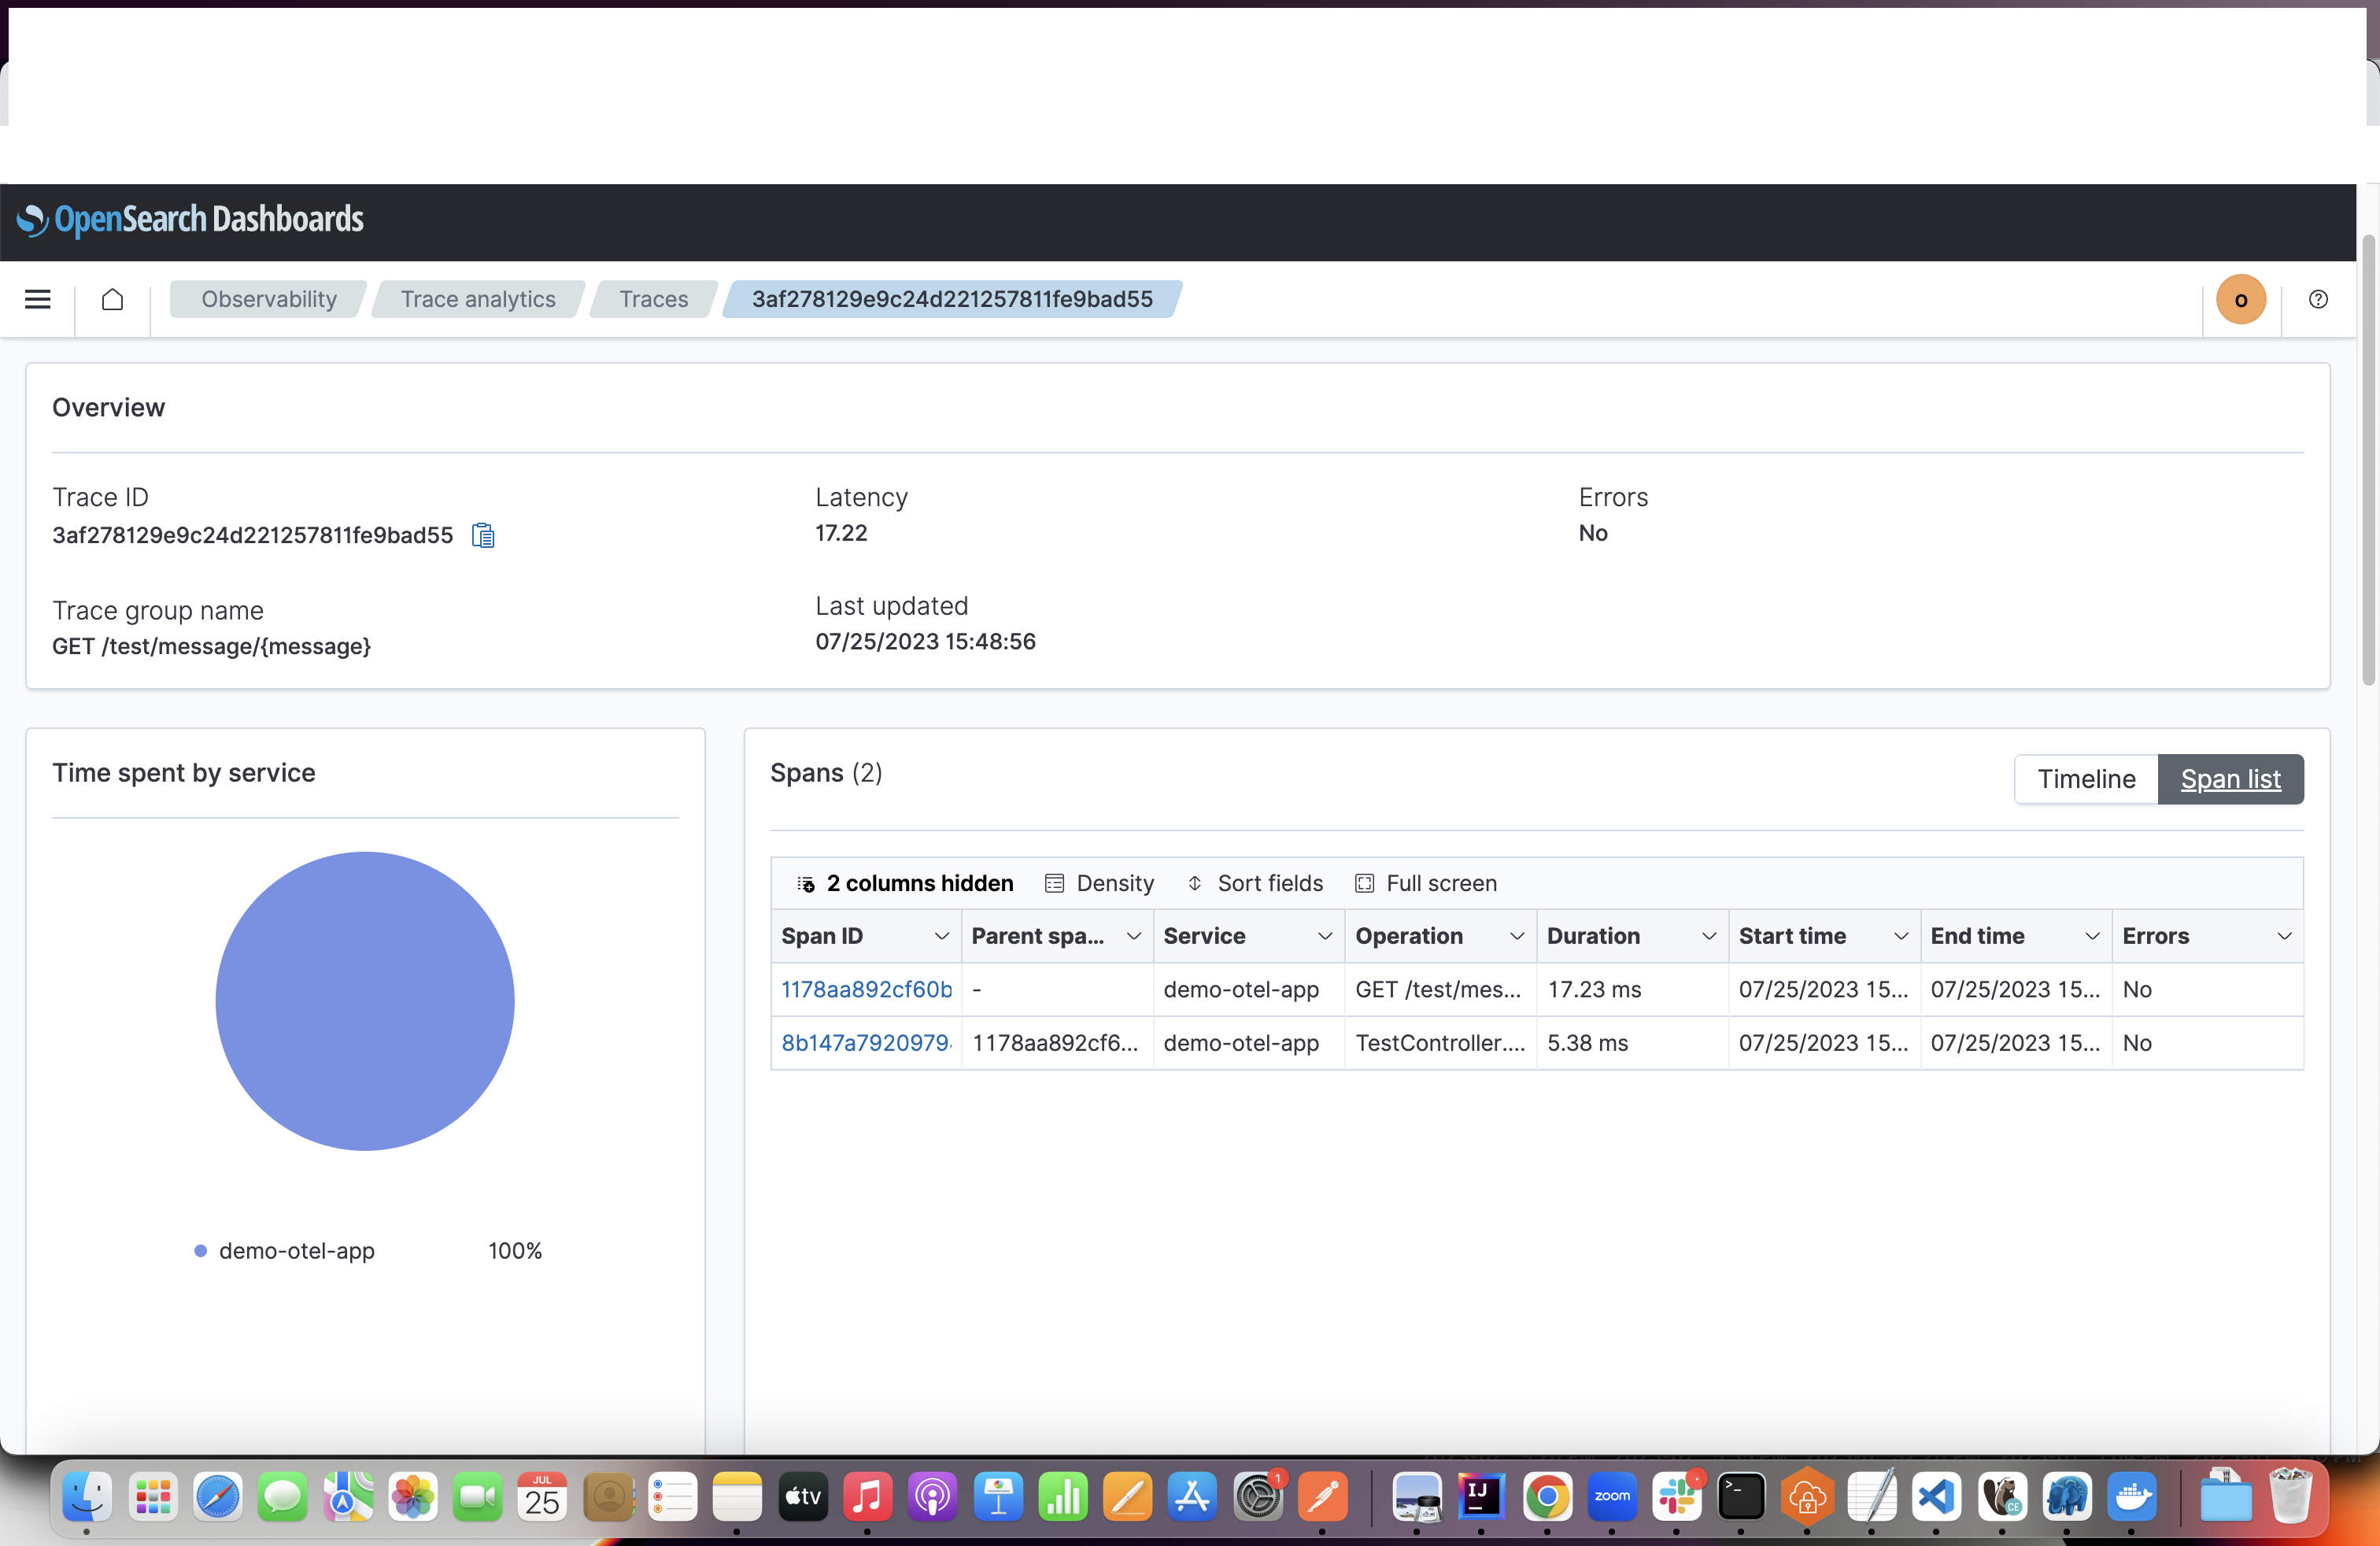 OpenSearch Dashboards
Observability Trace analytics Traces 3af278129e9c24d221257811fe9bad55 o
Overview
Trace ID Latency Errors
3af278129e9c24d221257811fe9bad55 17.22 No
Trace group name Last updated
GET /test/message/{message} 07/25/2023 15:48:56
Time spent by service
demo-otel-app 100%
Spans (2) Timeline Span list
2 columns hidden Density Sort fields Full screen
Span ID Parent spa... Service Operation Duration Start time End time Errors
1178aa892cf60b - demo-otel-app GET /test/mes... 17.23 ms 07/25/2023 15... 07/25/2023 15... No
8b147a7920979 1178aa892cf6... demo-otel-app TestController.... 5.38 ms 07/25/2023 15... 07/25/2023 15... No
JUL
25
tv
1
IJ
zoom
CE